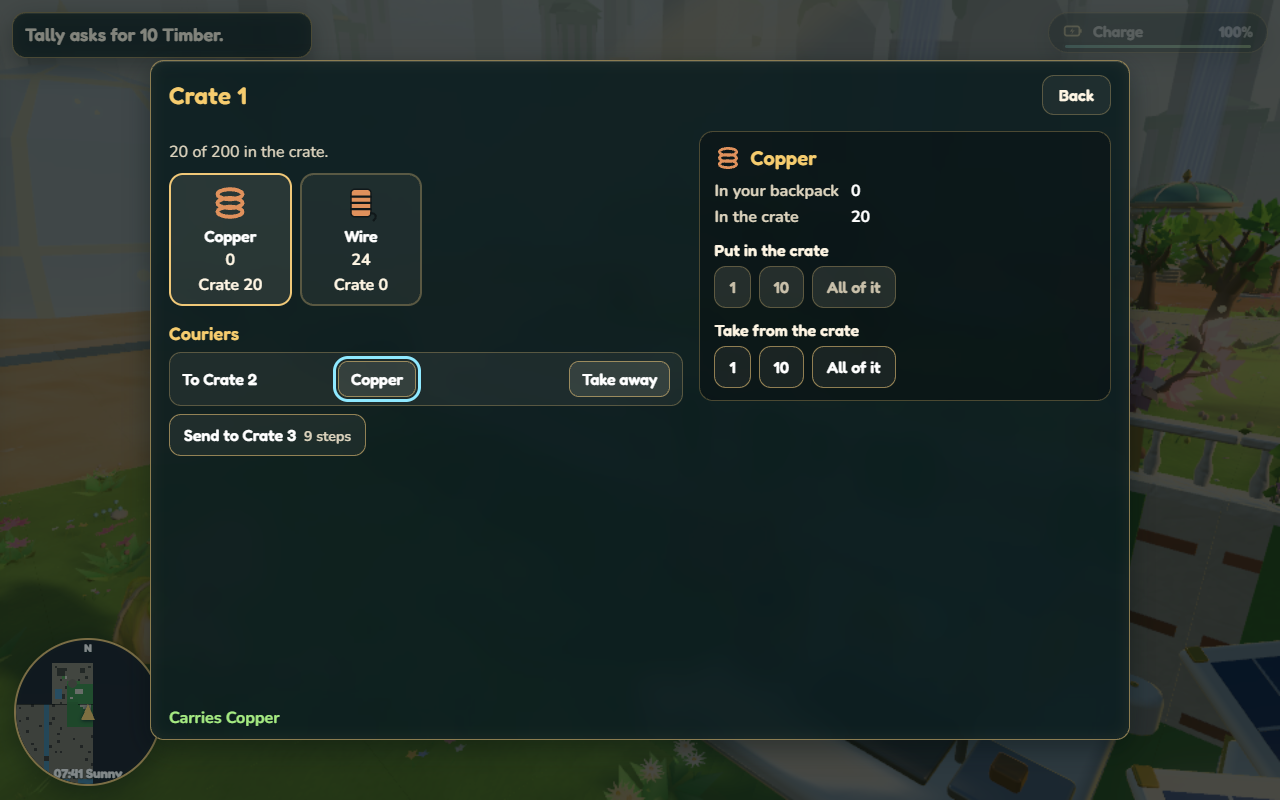 Tally asks for 10 Timber.
Charge 100%
Crate 1
Back
20 of 200 in the crate.
Copper
0
Crate 20
Wire
24
Crate 0
Couriers
To Crate 2 Copper Take away
Send to Crate 3 9 steps
Copper
In your backpack 0
In the crate 20
Put in the crate
1 10 All of it
Take from the crate
1 10 All of it
Carries Copper
N
07:41 Sunny